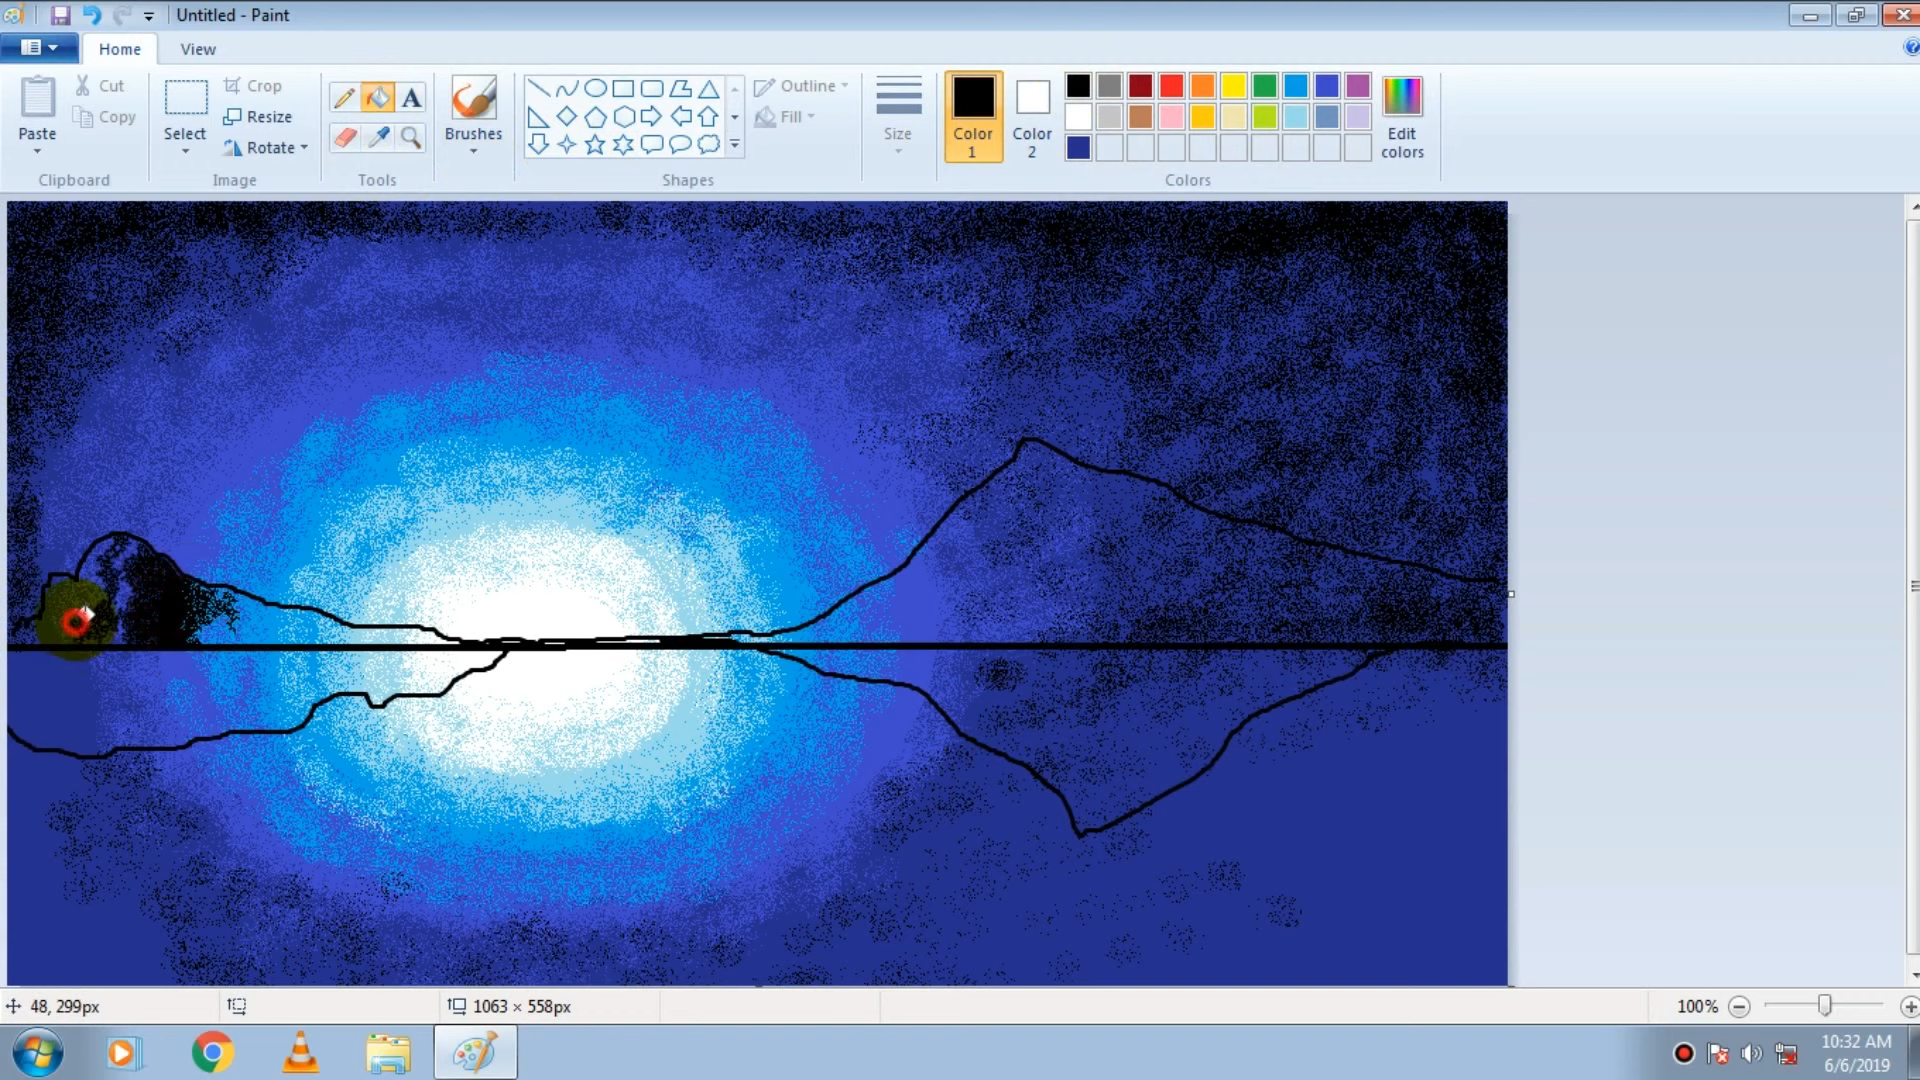 Untitled - Paint
Home View
Paste
Cut
Copy
Clipboard
Select
Crop
Resize
Rotate
Image
A
Tools
Brushes
Shapes
Outline
Fill
Size
Color 1
Color 2
Edit colors
Colors
48, 299px
1063 × 558px
100%
10:32 AM
6/6/2019